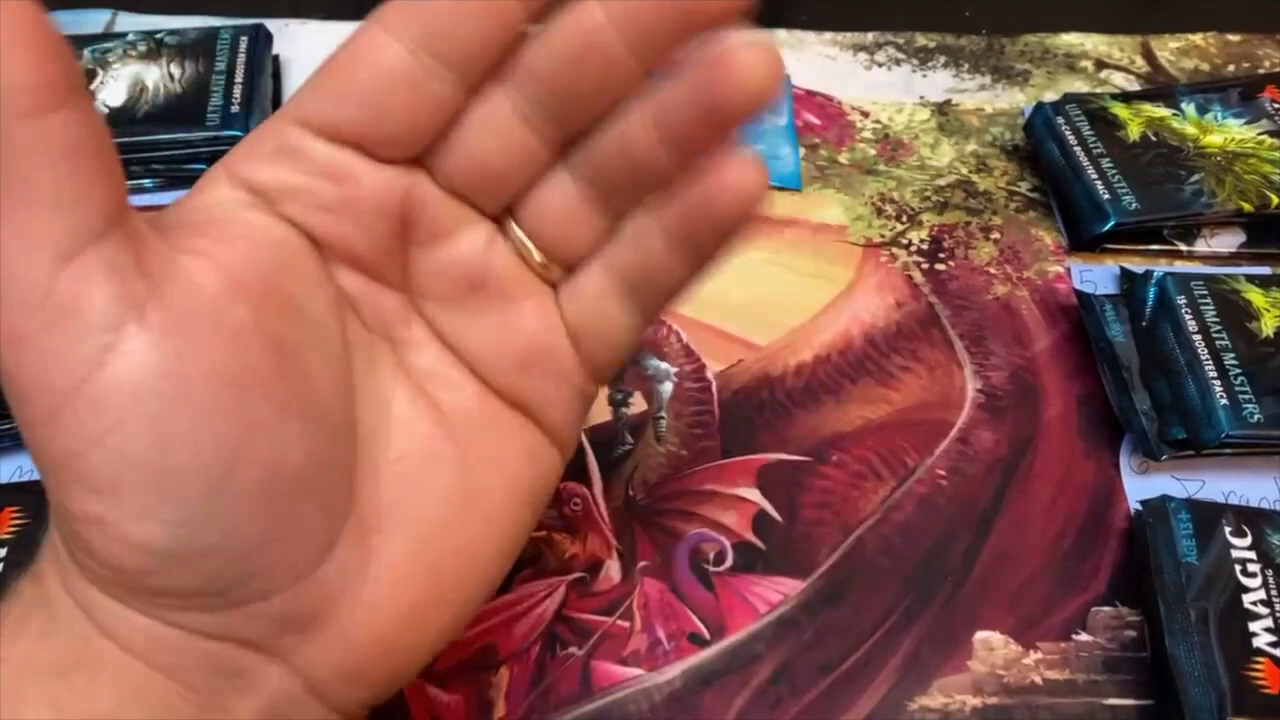 ULTIMATE MASTERS
15-CARD BOOSTER PACK
ULTIMATE MASTERS
15-CARD BOOSTER PACK
5.
ULTIMATE MASTERS
15-CARD BOOSTER PACK
6
AGE 13+
MAGIC